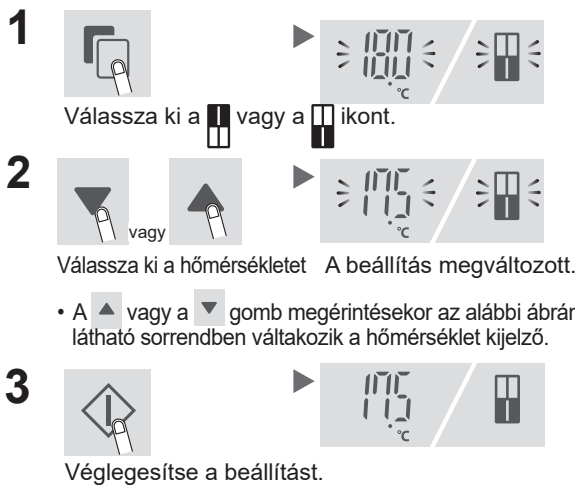 1
180
°C
Válassza ki a vagy a ikont.
2
vagy
175
°C
Válassza ki a hőmérsékletet A beállítás megváltozott.
• A ▲ vagy a ▼ gomb megérintésekor az alábbi ábrán
látható sorrendben váltakozik a hőmérséklet kijelző.
3
175
°C
Véglegesítse a beállítást.